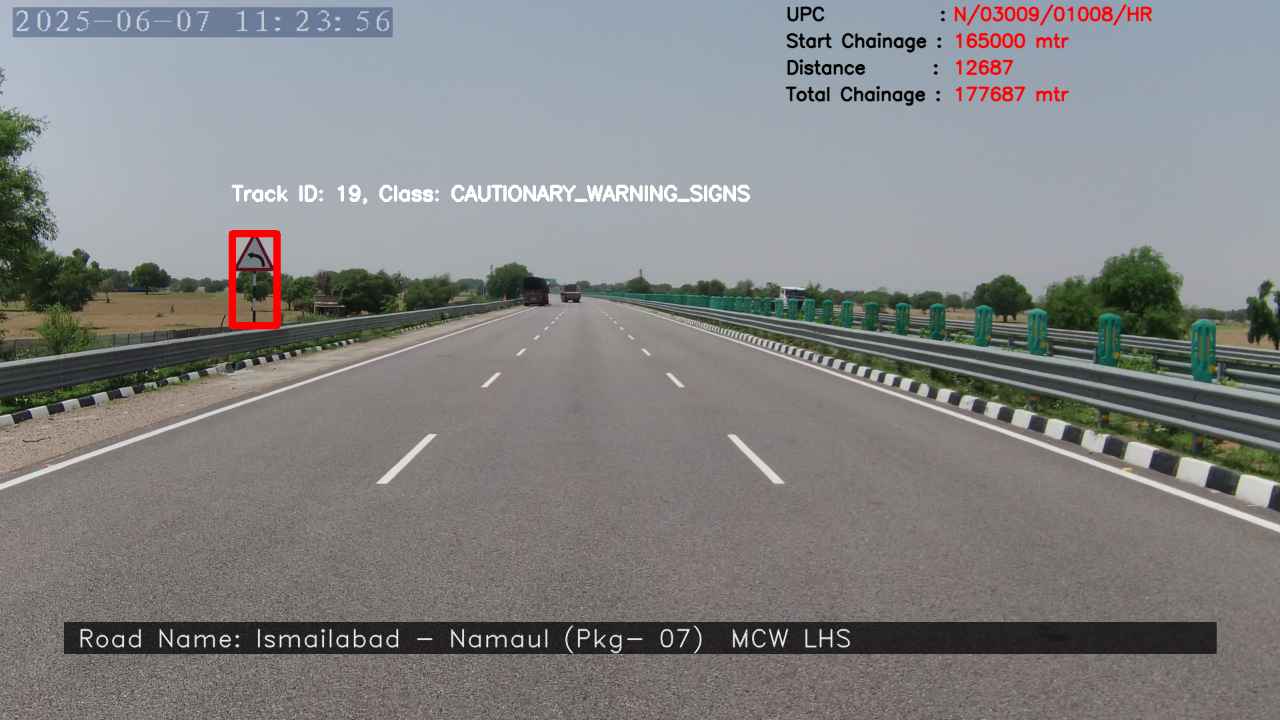 2025-06-07 11:23:56
UPC : N/03009/01008/HR
Start Chainage : 165000 mtr
Distance : 12687
Total Chainage : 177687 mtr
Track ID: 19, Class: CAUTIONARY_WARNING_SIGNS
Road Name: Ismailabad - Namaul (Pkg- 07) MCW LHS